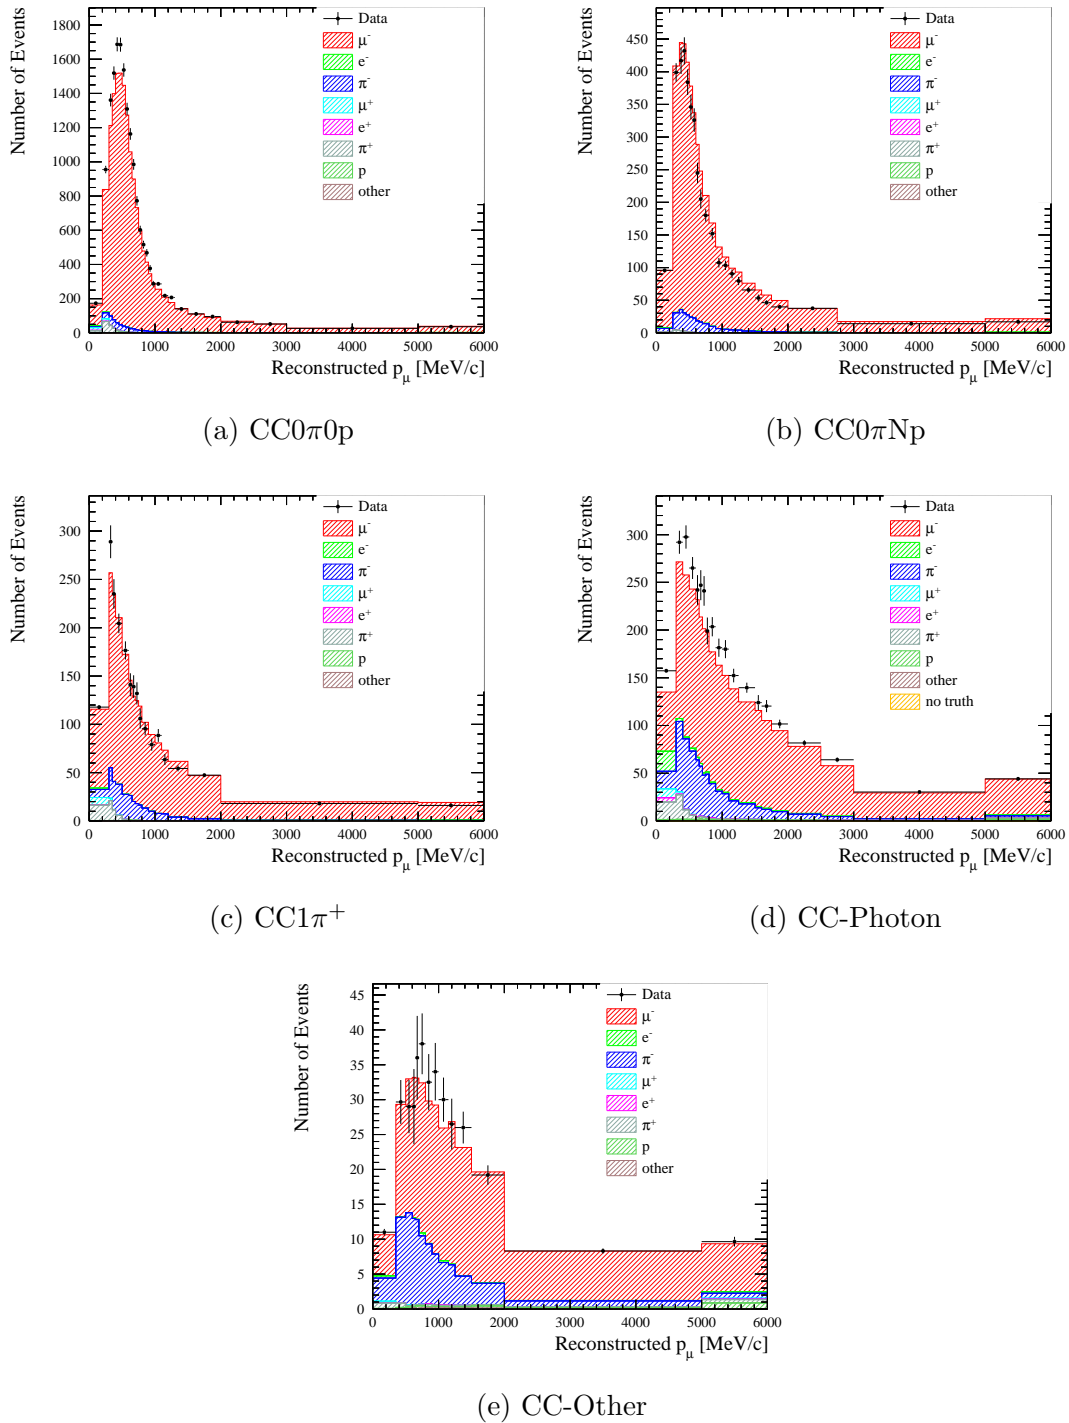 Number of Events
1800
1600
1400
1200
1000
800
600
400
200
0
0 1000 2000 3000 4000 5000 6000
Reconstructed pμ [MeV/c]
Data
μ-
e-
π-
μ+
e+
π+
p
other
(a) CC0π0p
Number of Events
450
400
350
300
250
200
150
100
50
0
0 1000 2000 3000 4000 5000 6000
Reconstructed pμ [MeV/c]
Data
μ-
e-
π-
μ+
e+
π+
p
other
(b) CC0πNp
Number of Events
300
250
200
150
100
50
0
0 1000 2000 3000 4000 5000 6000
Reconstructed pμ [MeV/c]
Data
μ-
e-
π-
μ+
e+
π+
p
other
(c) CC1π+
Number of Events
300
250
200
150
100
50
0
0 1000 2000 3000 4000 5000 6000
Reconstructed pμ [MeV/c]
Data
μ-
e-
π-
μ+
e+
π+
p
other
no truth
(d) CC-Photon
Number of Events
45
40
35
30
25
20
15
10
5
0
0 1000 2000 3000 4000 5000 6000
Reconstructed pμ [MeV/c]
Data
μ-
e-
π-
μ+
e+
π+
p
other
(e) CC-Other